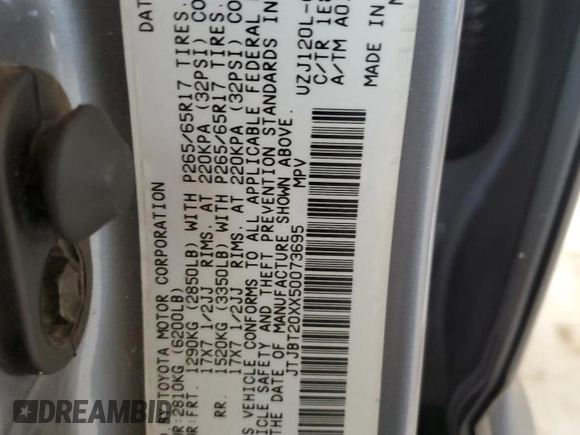 DAT
BY TOYOTA MOTOR CORPORATION
2810KG (6200LB)
FRT. 1290KG (2850LB) WITH P265/65R17 TIRES.
17X7 1/2JJ RIMS. AT 220KPA (32PSI) CO
RR. 1520KG (3350LB) WITH P265/65R17 TIRES.
17X7 1/2JJ RIMS. AT 220KPA (32PSI) CO
VEHICLE CONFORMS TO ALL APPLICABLE FEDERAL
SAFETY AND THEFT PREVENTION STANDARDS IN
THE DATE OF MANUFACTURE SHOWN ABOVE.
JTJBT20XX50073695 MPV
UZJ120L-
C/TR 1E
A/TM A0
MADE IN
DREAMBID